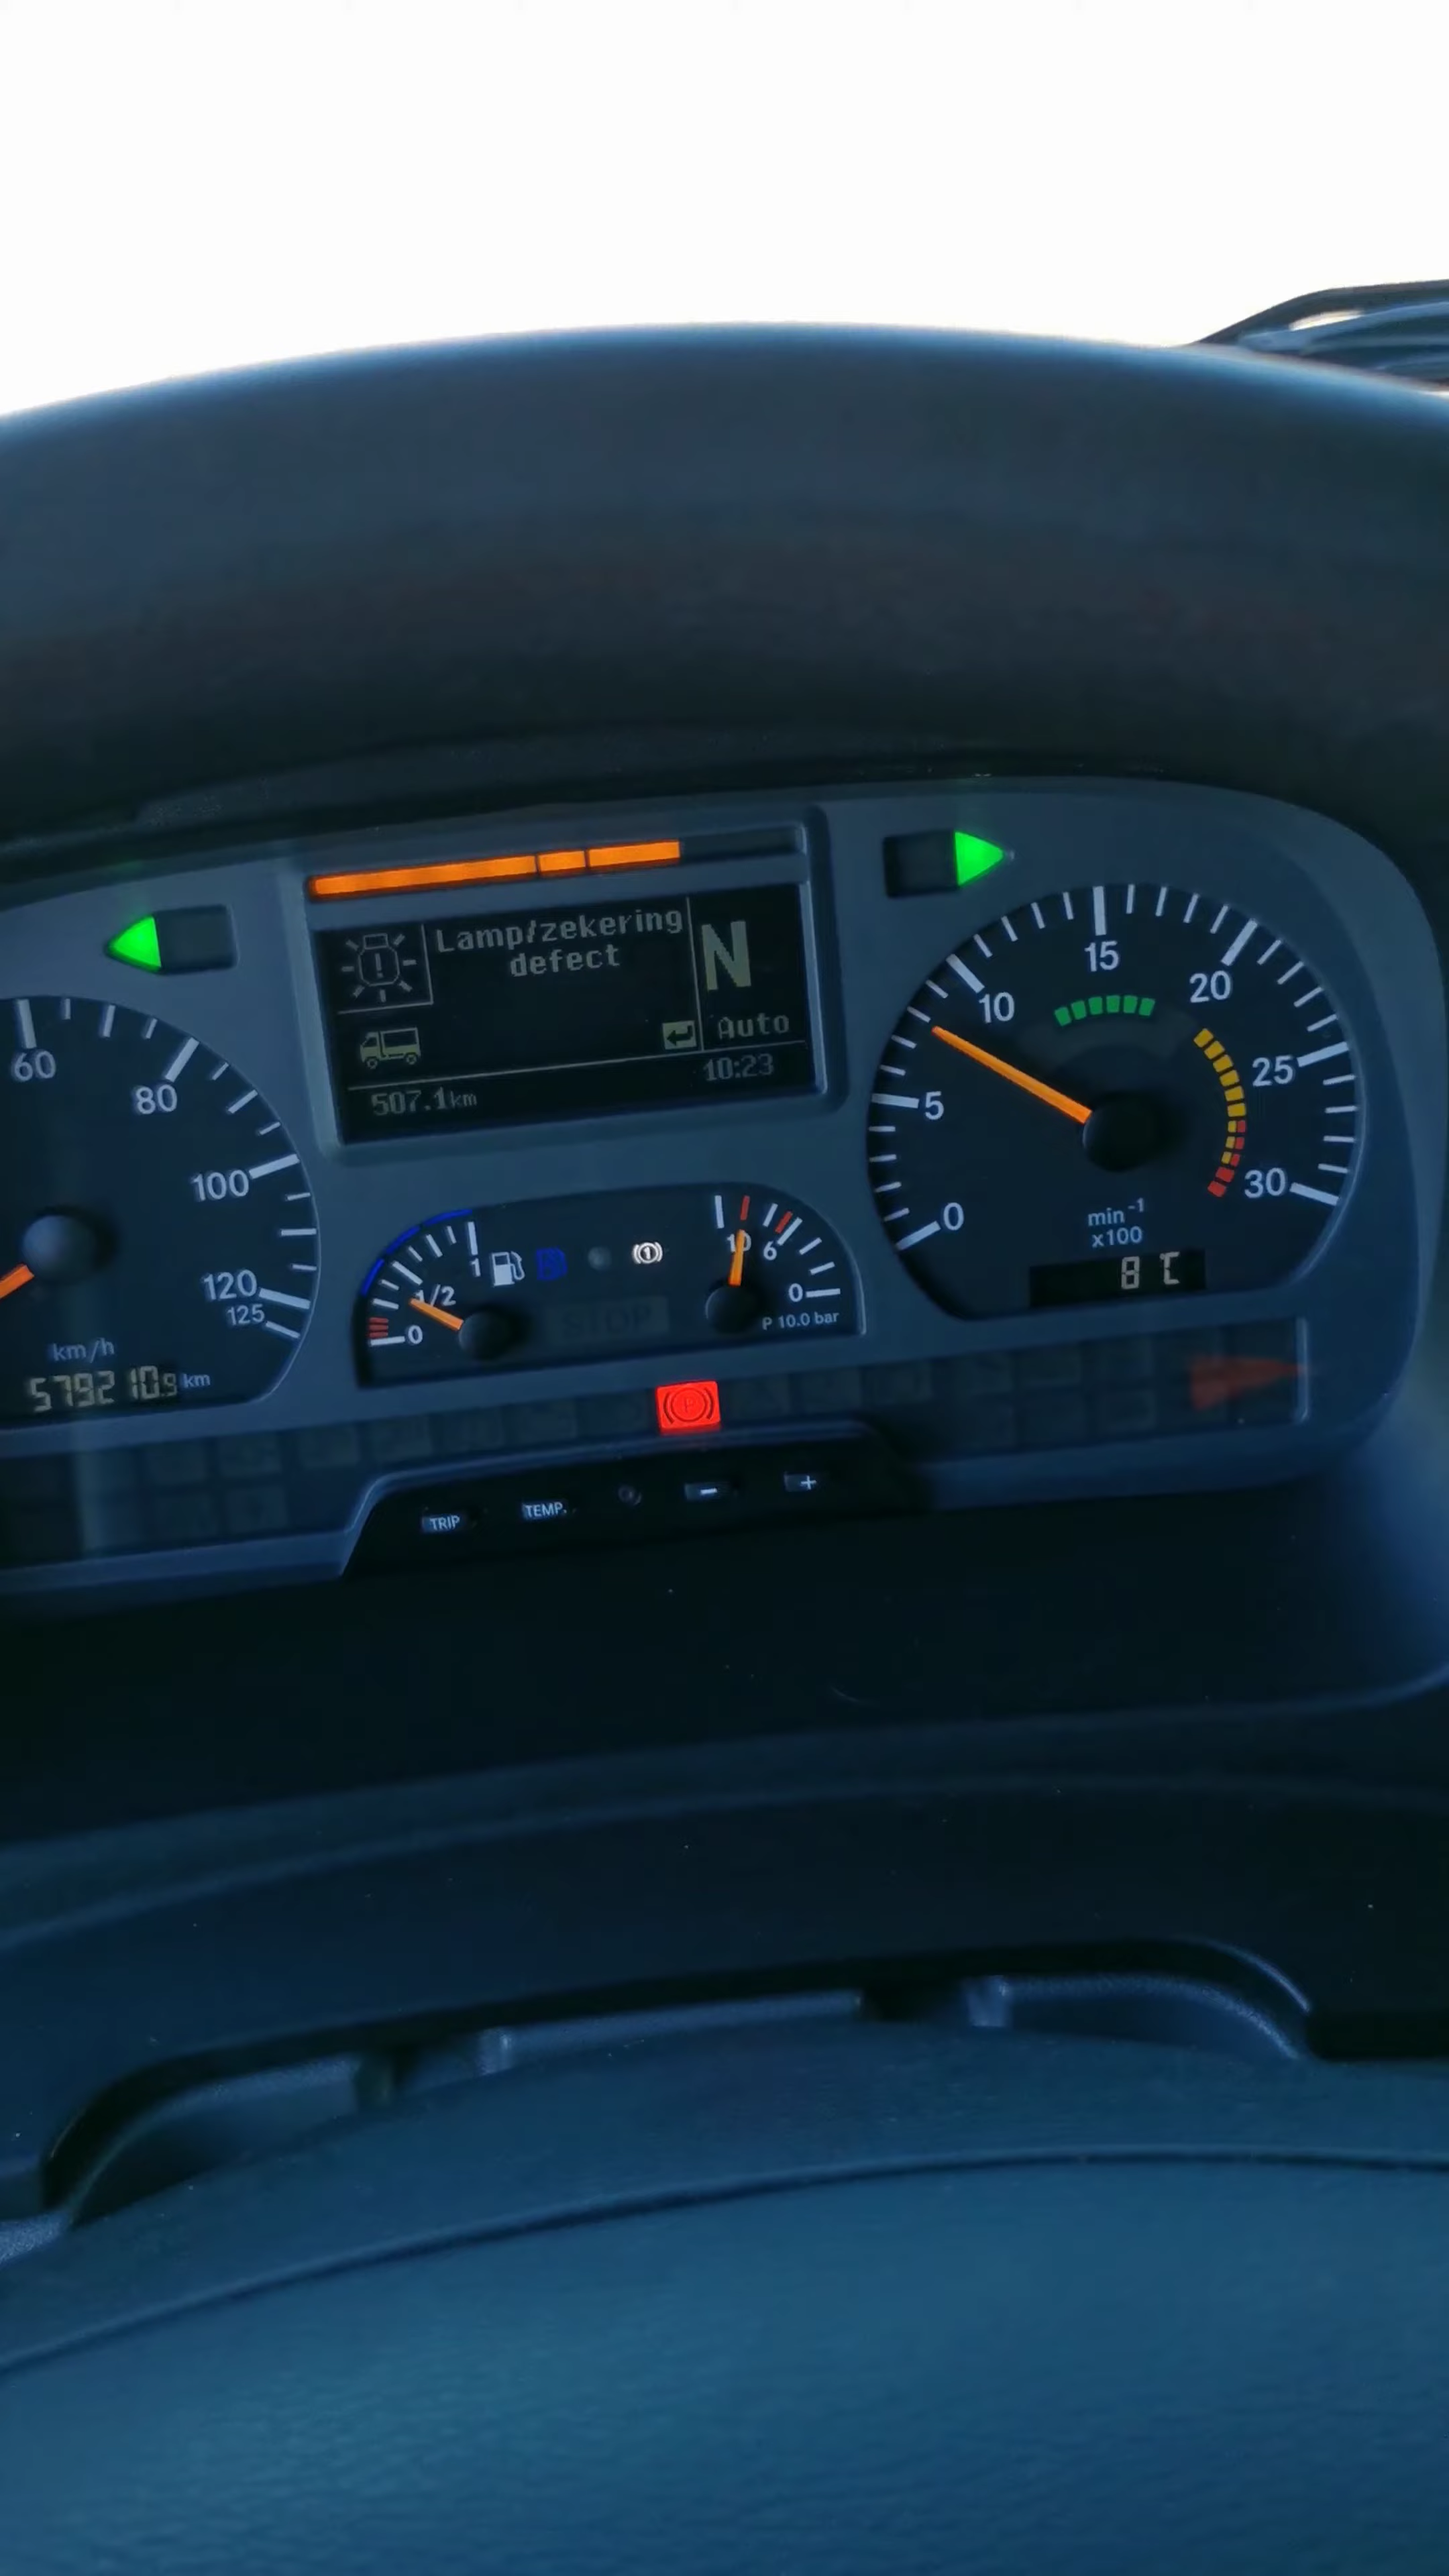 Lamp/zekering
defect
N
Auto
507.1km
10:23
60
80
100
120
125
km/h
579210.9 km
0
1/2
1
10
6
0
P 10.0 bar
STOP
0
5
10
15
20
25
30
min⁻¹
x100
8 ℃
P
TRIP
TEMP.
-
+